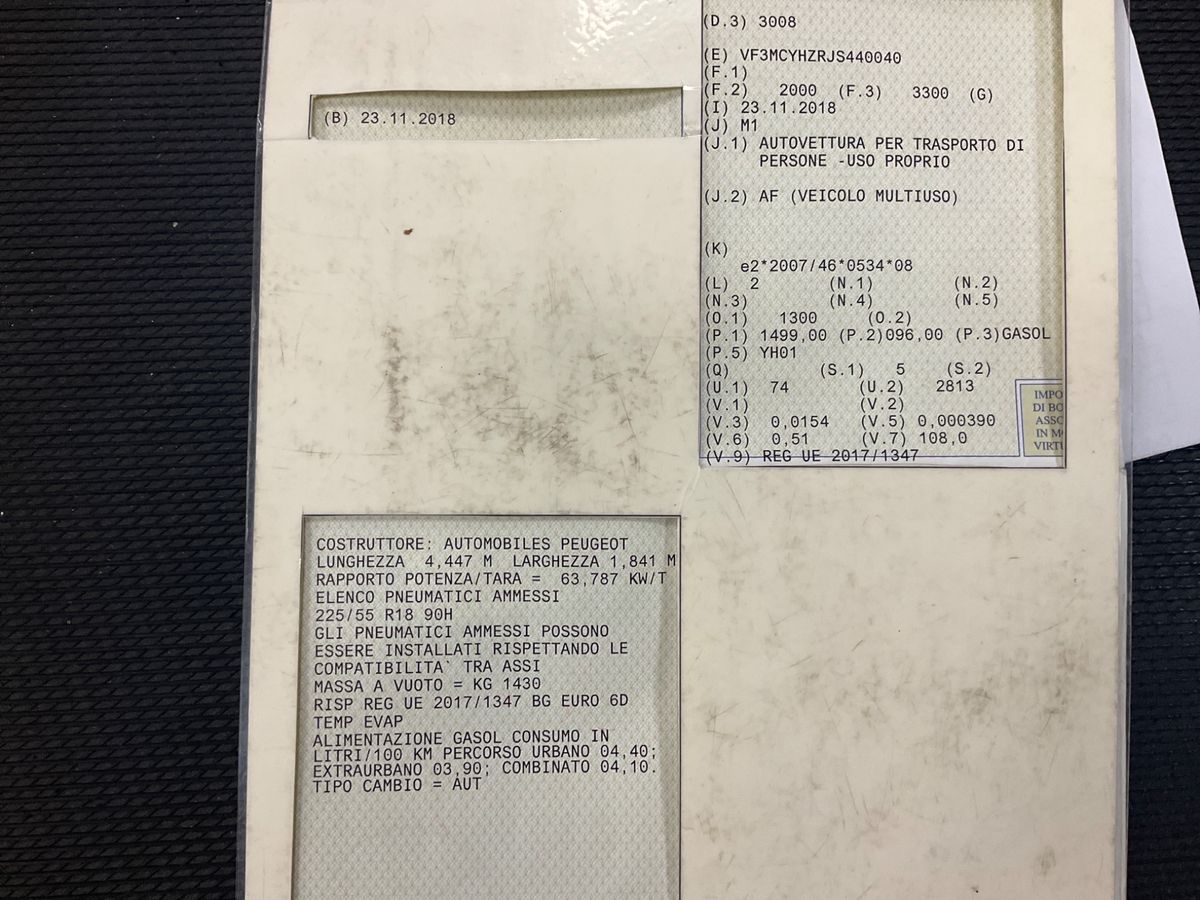 (B) 23.11.2018
(D.3) 3008
(E) VF3MCYHZRJS440040
(F.1)
(F.2) 2000 (F.3) 3300 (G)
(I) 23.11.2018
(J) M1
(J.1) AUTOVETTURA PER TRASPORTO DI
PERSONE -USO PROPRIO
(J.2) AF (VEICOLO MULTIUSO)
(K)
e2*2007/46*0534*08
(L) 2 (N.1) (N.2)
(N.3) (N.4) (N.5)
(O.1) 1300 (O.2)
(P.1) 1499,00 (P.2)096,00 (P.3)GASOL
(P.5) YH01
(Q) (S.1) 5 (S.2)
(U.1) 74 (U.2) 2813
(V.1) (V.2)
(V.3) 0,0154 (V.5) 0,000390
(V.6) 0,51 (V.7) 108,0
(V.9) REG UE 2017/1347
IMPO
DI BO
ASSO
IN MO
VIRTU
COSTRUTTORE: AUTOMOBILES PEUGEOT
LUNGHEZZA 4,447 M LARGHEZZA 1,841 M
RAPPORTO POTENZA/TARA = 63,787 KW/T
ELENCO PNEUMATICI AMMESSI
225/55 R18 90H
GLI PNEUMATICI AMMESSI POSSONO
ESSERE INSTALLATI RISPETTANDO LE
COMPATIBILITA` TRA ASSI
MASSA A VUOTO = KG 1430
RISP REG UE 2017/1347 BG EURO 6D
TEMP EVAP
ALIMENTAZIONE GASOL CONSUMO IN
LITRI/100 KM PERCORSO URBANO 04,40;
EXTRAURBANO 03,90; COMBINATO 04,10.
TIPO CAMBIO = AUT